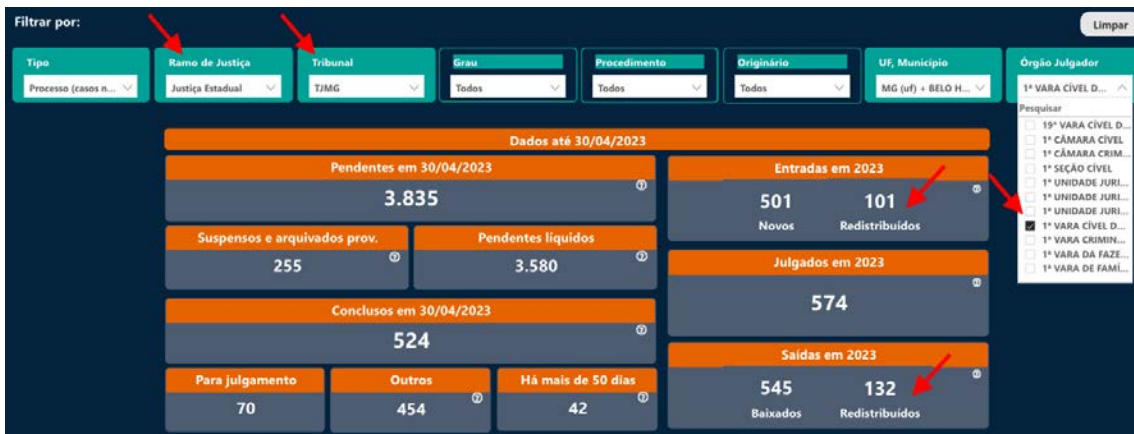 Filtrar por:
Limpar
Tipo
Ramo de Justiça
Tribunal
Grau
Procedimento
Originário
UF, Município
Órgão Julgador
Processo (casos n...
Justiça Estadual
TJMG
Todos
Todos
Todos
MG (uf) + BELO H...
1ª VARA CÍVEL D...
Pesquisar
19ª VARA CÍVEL D...
1ª CÂMARA CÍVEL
1ª CÂMARA CRIM...
1ª SEÇÃO CÍVEL
1ª UNIDADE JURI...
1ª UNIDADE JURI...
1ª UNIDADE JURI...
1ª VARA CÍVEL D...
1ª VARA CRIMIN...
1ª VARA DA FAZE...
1ª VARA DE FAMÍ...
Dados até 30/04/2023
Pendentes em 30/04/2023
3.835
Suspensos e arquivados prov.
255
Pendentes líquidos
3.580
Conclusos em 30/04/2023
524
Para julgamento
70
Outros
454
Há mais de 50 dias
42
Entradas em 2023
501 101
Novos Redistribuídos
Julgados em 2023
574
Saídas em 2023
545 132
Baixados Redistribuídos